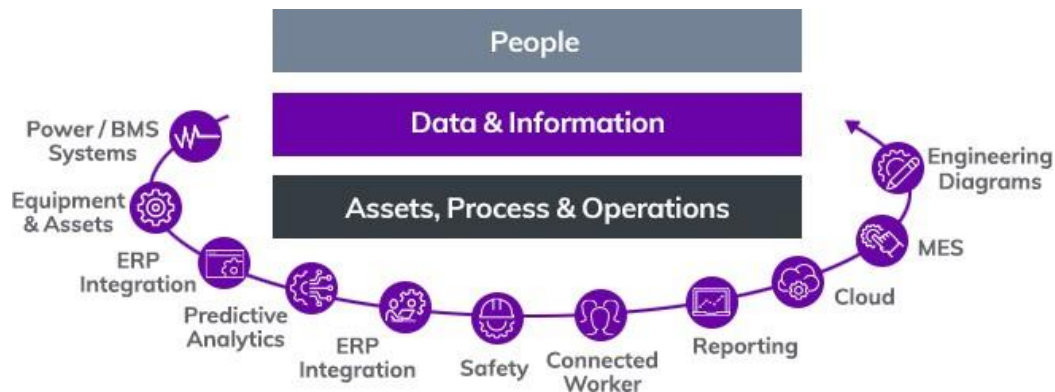 People
Data & Information
Assets, Process & Operations
Power / BMS
Systems
Equipment
& Assets
ERP
Integration
Predictive
Analytics
ERP
Integration
Safety
Connected
Worker
Reporting
Cloud
MES
Engineering
Diagrams